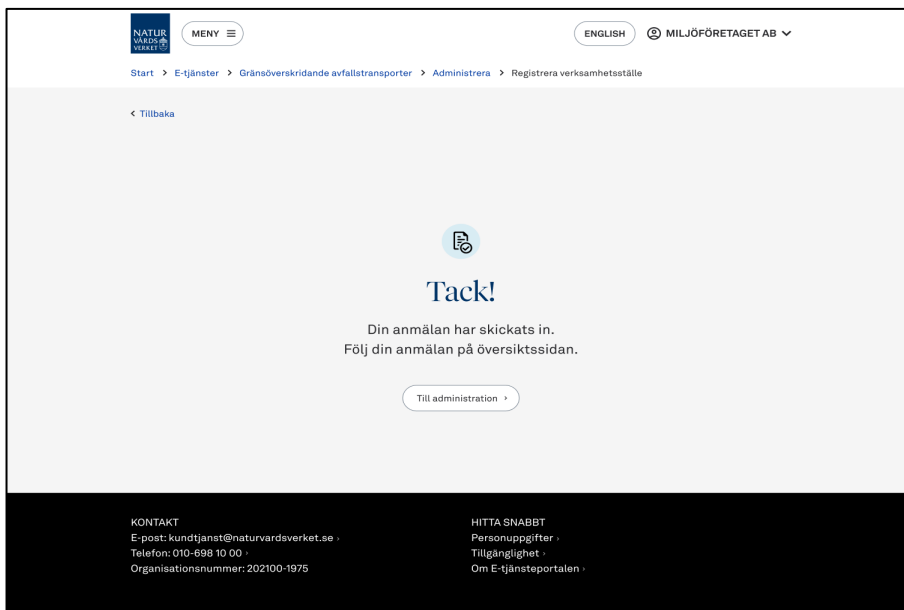 NATUR
VÅRDS
VERKET
MENY
ENGLISH
MILJÖFÖRETAGET AB
Start > E-tjänster > Gränsöverskridande avfallstransporter > Administrera > Registrera verksamhetsställe
< Tillbaka
Tack!
Din anmälan har skickats in.
Följ din anmälan på översiktssidan.
Till administration ›
KONTAKT
E-post: kundtjanst@naturvardsverket.se ›
Telefon: 010-698 10 00 ›
Organisationsnummer: 202100-1975
HITTA SNABBT
Personuppgifter ›
Tillgänglighet ›
Om E-tjänsteportalen ›